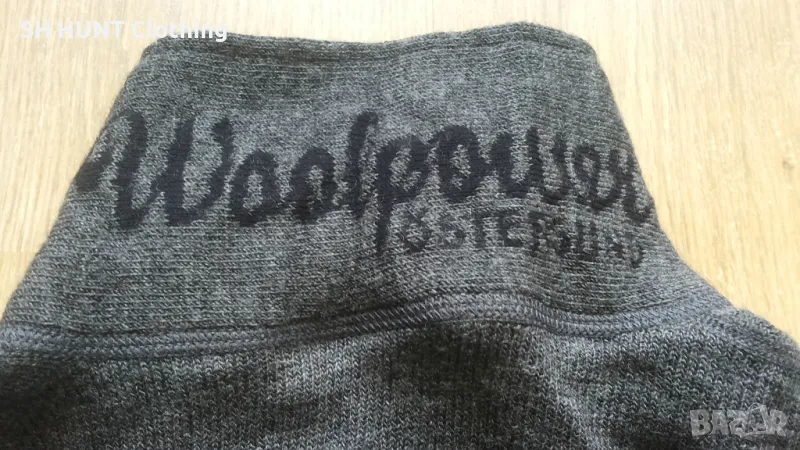 SH HUNT Clothing
Woolpower
ÖSTERSUND
BAZAR